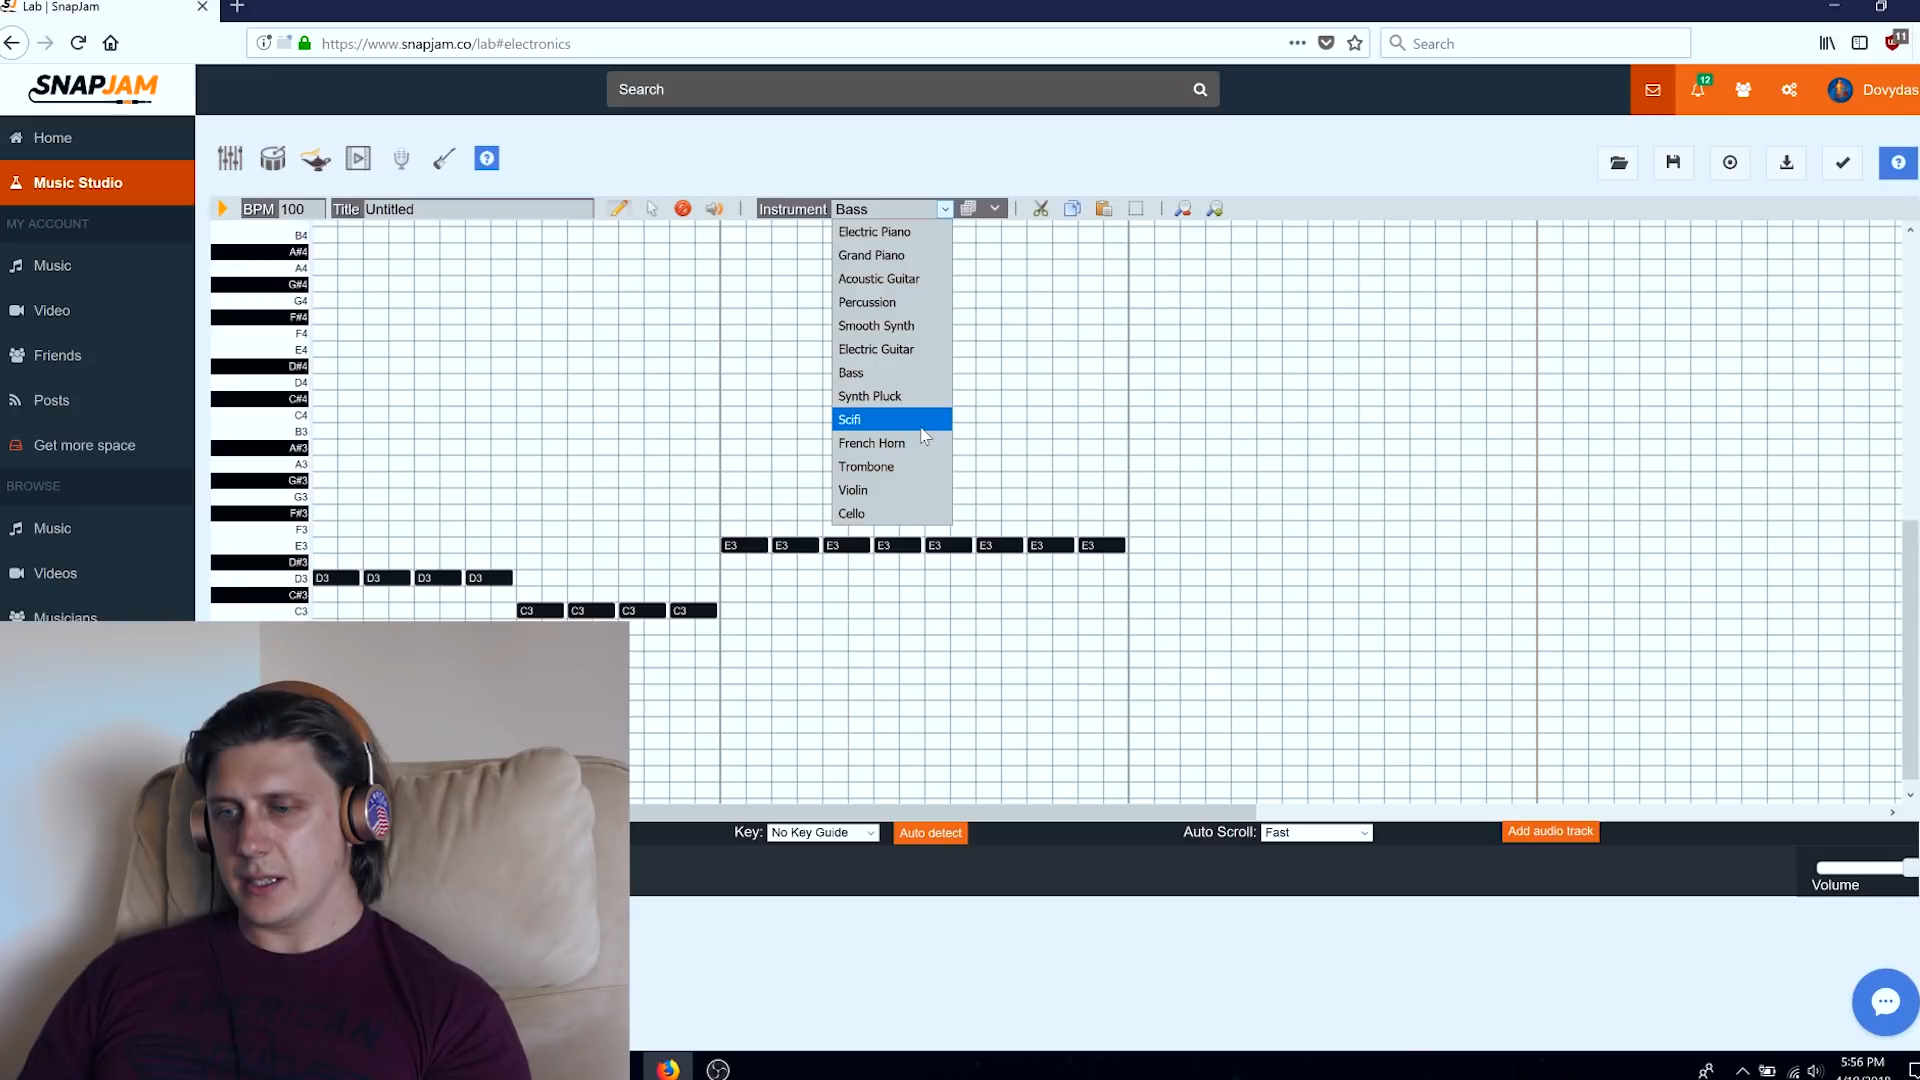 Lab | SnapJam
https://www.snapjam.co/lab#electronics
Search
11
SNAPJAM
Search
12
Dovydas
Home
Music Studio
MY ACCOUNT
Music
Video
Friends
Posts
Get more space
BROWSE
Music
Videos
Musicians
BPM 100
Title Untitled
Instrument Bass
Electric Piano
Grand Piano
Acoustic Guitar
Percussion
Smooth Synth
Electric Guitar
Bass
Synth Pluck
Scifi
French Horn
Trombone
Violin
Cello
B4
A#4
A4
G#4
G4
F#4
F4
E4
D#4
D4
C#4
C4
B3
A#3
A3
G#3
G3
F#3
F3
E3
D#3
D3
C#3
C3
E3 E3 E3 E3 E3 E3 E3 E3
D3 D3 D3 D3
C3 C3 C3 C3
Key: No Key Guide
Auto detect
Auto Scroll: Fast
Add audio track
Volume
AMERICAN
5:56 PM